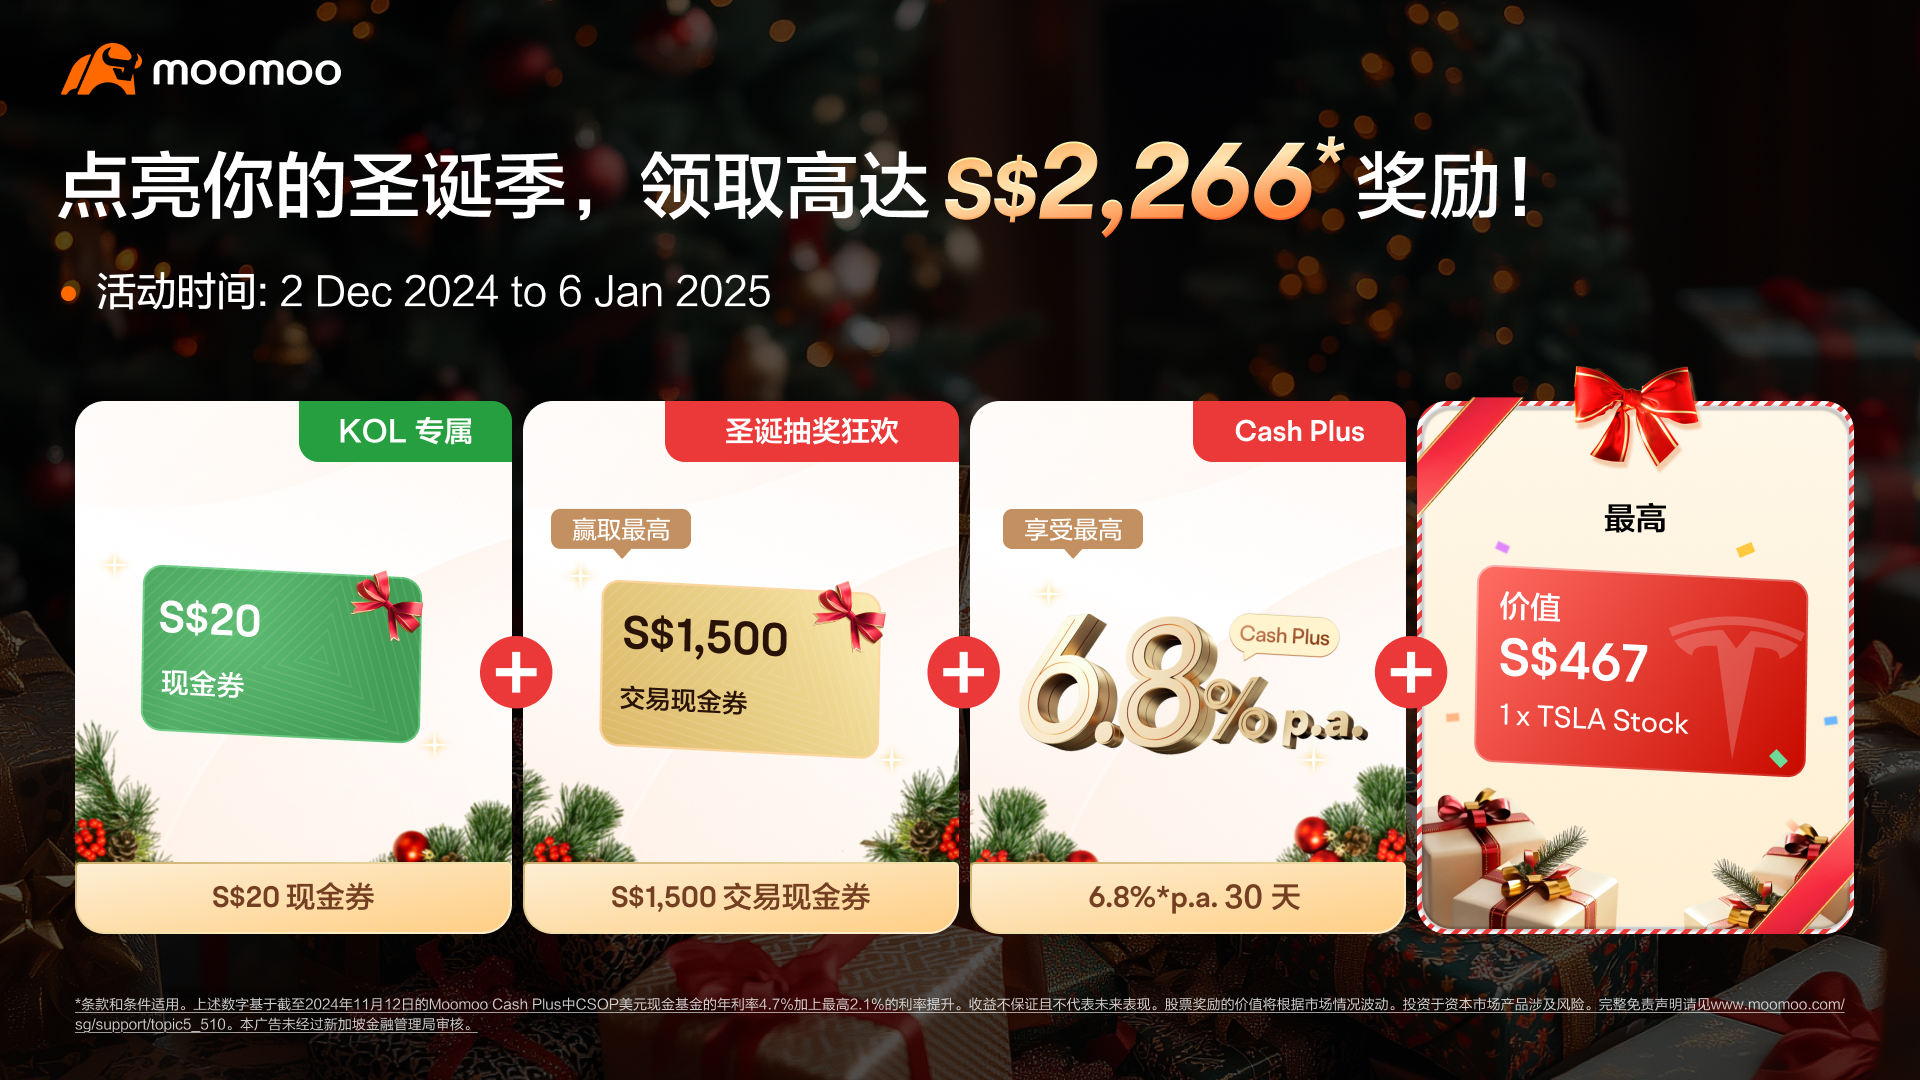 moomoo
点亮你的圣诞季，领取高达 S$2,266* 奖励！
活动时间: 2 Dec 2024 to 6 Jan 2025
KOL 专属
S$20
现金券
S$20 现金券
圣诞抽奖狂欢
赢取最高
S$1,500
交易现金券
S$1,500 交易现金券
Cash Plus
享受最高
Cash Plus
6.8% p.a.
6.8%*p.a. 30 天
最高
价值
S$467
1 x TSLA Stock
*条款和条件适用。上述数字基于截至2024年11月12日的Moomoo Cash Plus中CSOP美元现金基金的年利率4.7%加上最高2.1%的利率提升。收益不保证且不代表未来表现。股票奖励的价值将根据市场情况波动。投资于资本市场产品涉及风险。完整免责声明请见www.moomoo.com/
sg/support/topic5_510。本广告未经过新加坡金融管理局审核。